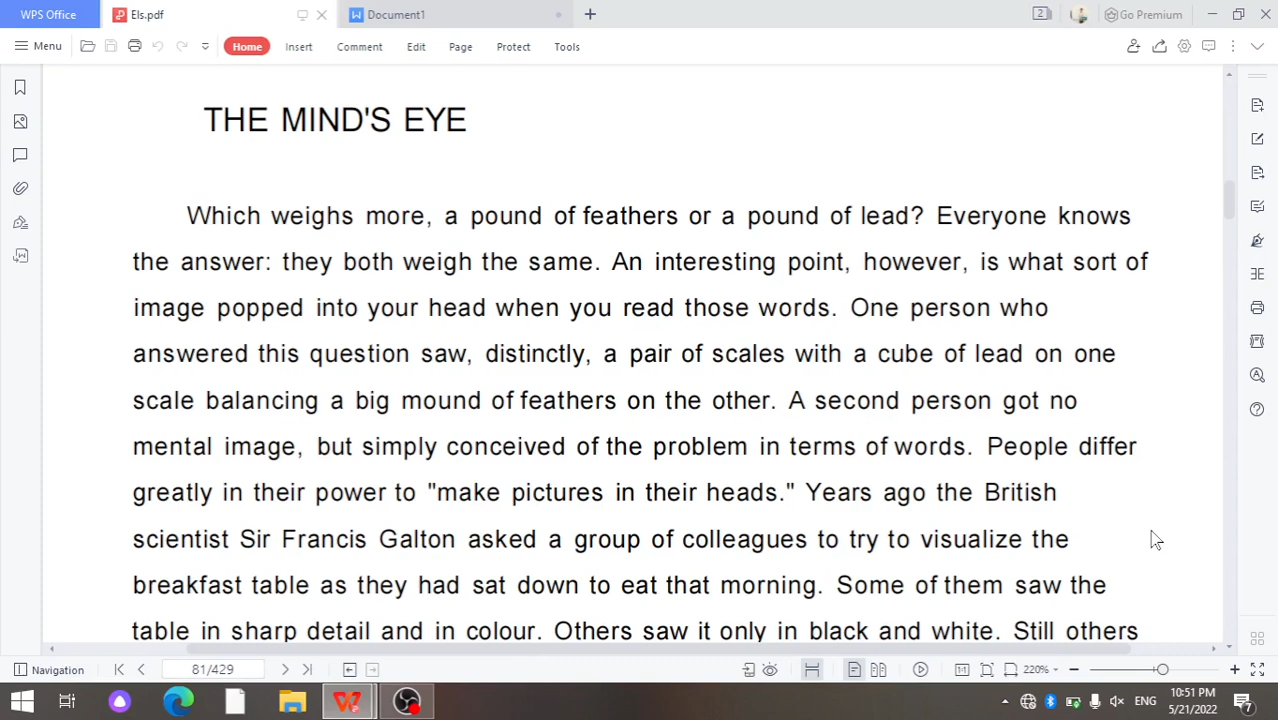 WPS Office
Els.pdf
Document1
2
Go Premium
Menu
Home
Insert
Comment
Edit
Page
Protect
Tools
THE MIND'S EYE
Which weighs more, a pound of feathers or a pound of lead? Everyone knows
the answer: they both weigh the same. An interesting point, however, is what sort of
image popped into your head when you read those words. One person who
answered this question saw, distinctly, a pair of scales with a cube of lead on one
scale balancing a big mound of feathers on the other. A second person got no
mental image, but simply conceived of the problem in terms of words. People differ
greatly in their power to "make pictures in their heads." Years ago the British
scientist Sir Francis Galton asked a group of colleagues to try to visualize the
breakfast table as they had sat down to eat that morning. Some of them saw the
table in sharp detail and in colour. Others saw it only in black and white. Still others
Navigation
81/429
220%
ENG
10:51 PM
5/21/2022
7